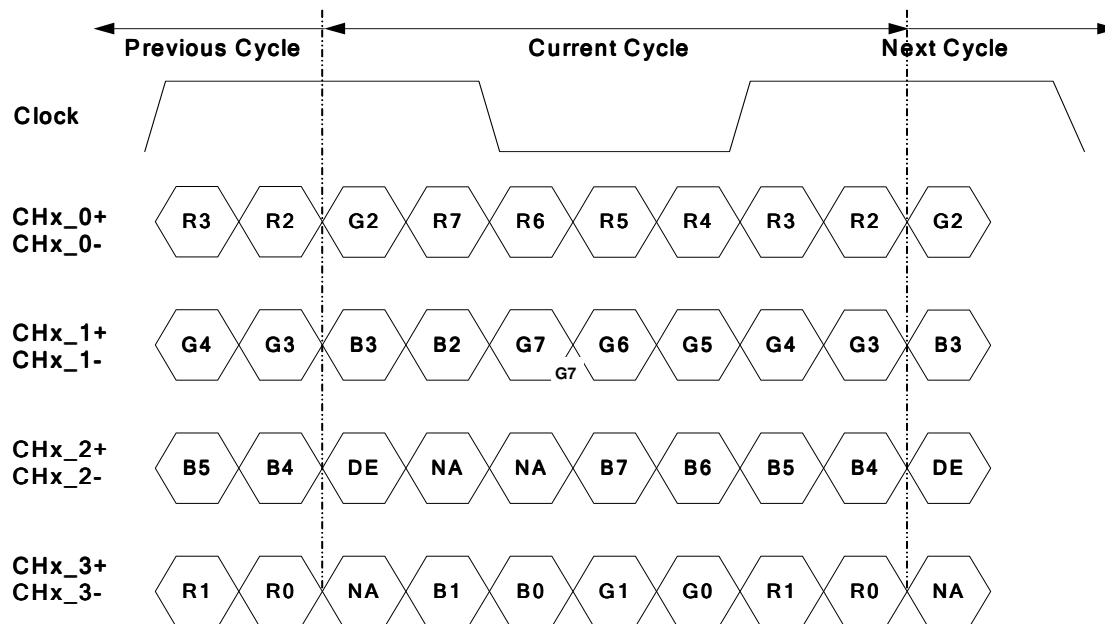 Previous Cycle Current Cycle Next Cycle
Clock
CHx_0+ R3 R2 G2 R7 R6 R5 R4 R3 R2 G2
CHx_0-
CHx_1+ G4 G3 B3 B2 G7 G6 G5 G4 G3 B3
CHx_1-
G7
CHx_2+ B5 B4 DE NA NA B7 B6 B5 B4 DE
CHx_2-
CHx_3+ R1 R0 NA B1 B0 G1 G0 R1 R0 NA
CHx_3-